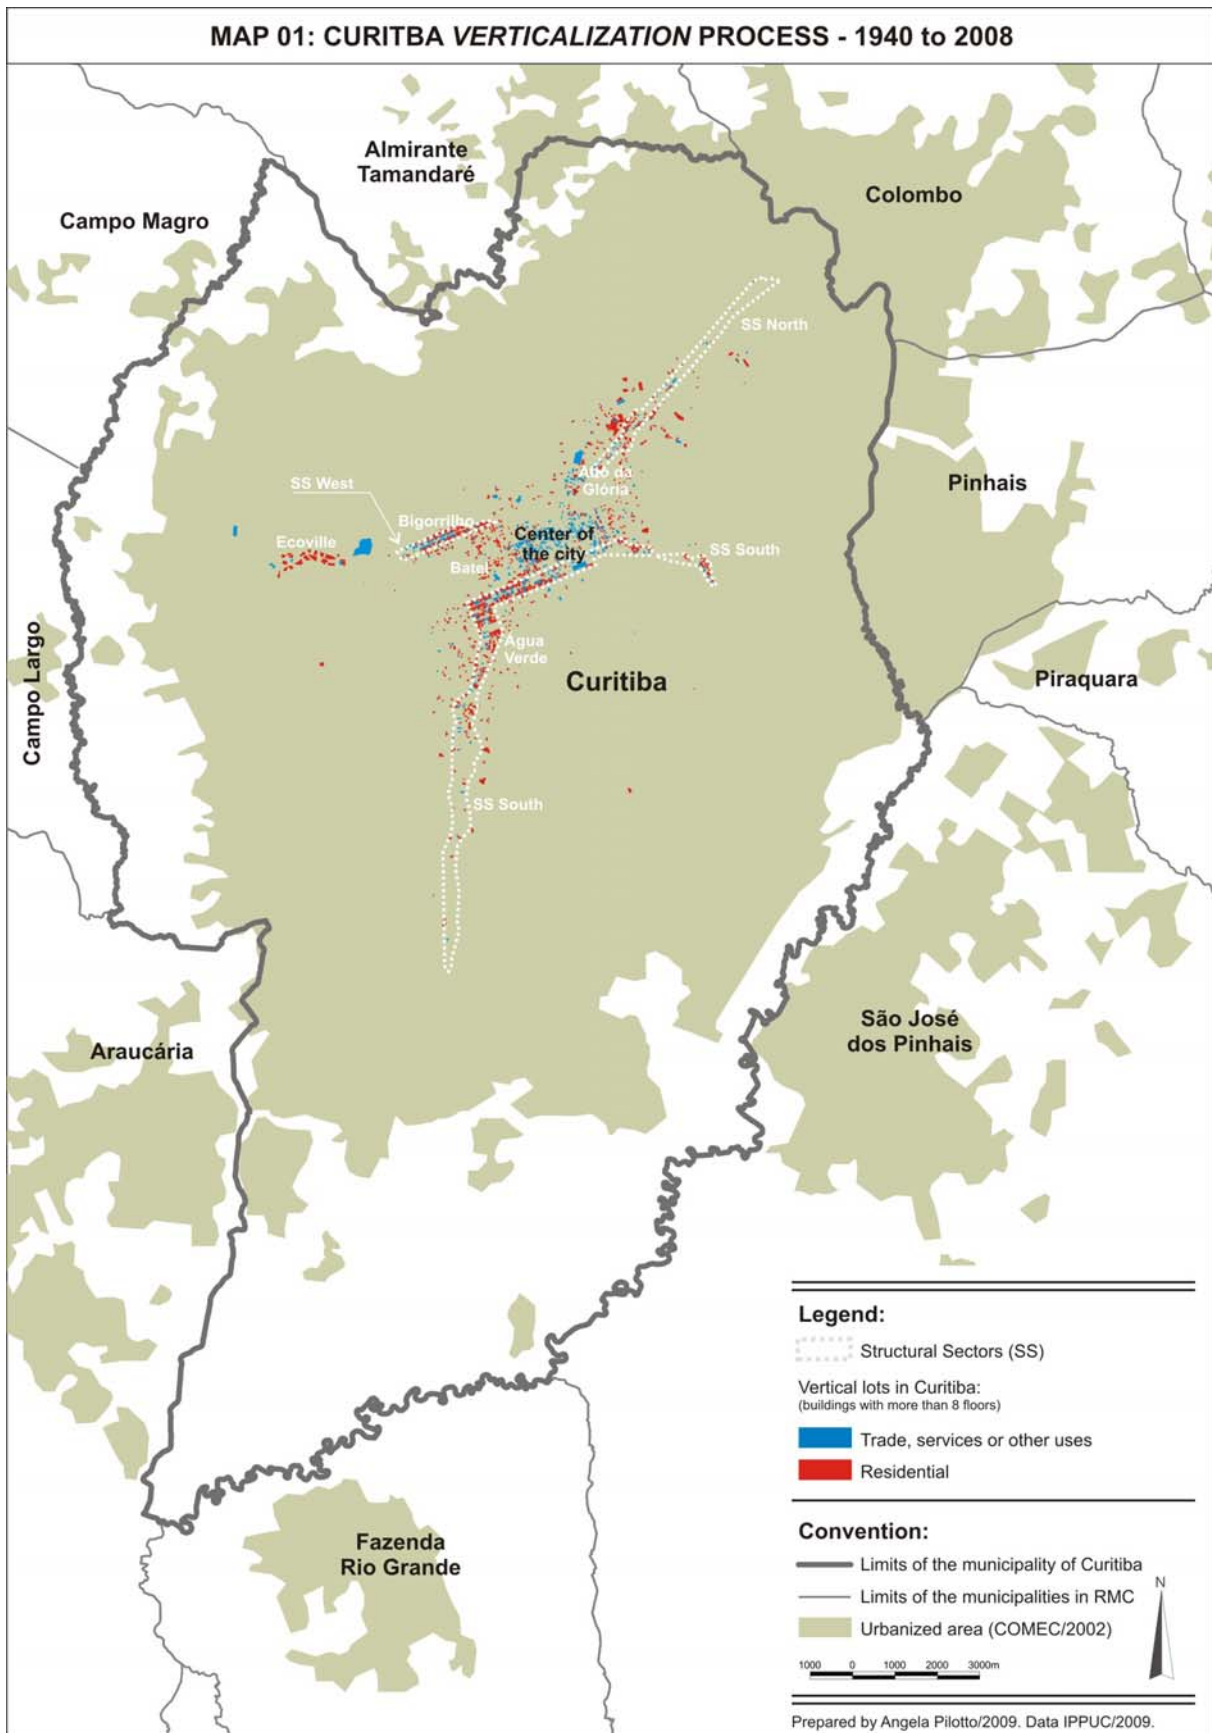 MAP 01: CURITBA VERTICALIZATION PROCESS - 1940 to 2008
Almirante
Tamandaré
Colombo
Campo Magro
SS North
Pinhais
Atio da
Glória
SS West
Bigorrilho
Center of
the city
Ecoville
SS South
Batel
Agua
Verde
Campo Largo
Curitiba
Piraquara
SS South
São José
dos Pinhais
Araucária
Fazenda
Rio Grande
Legend:
Structural Sectors (SS)
Vertical lots in Curitiba:
(buildings with more than 8 floors)
Trade, services or other uses
Residential
Convention:
Limits of the municipality of Curitiba
Limits of the municipalities in RMC
Urbanized area (COMEC/2002)
N
1000 0 1000 2000 3000m
Prepared by Angela Pilotto/2009. Data IPPUC/2009.